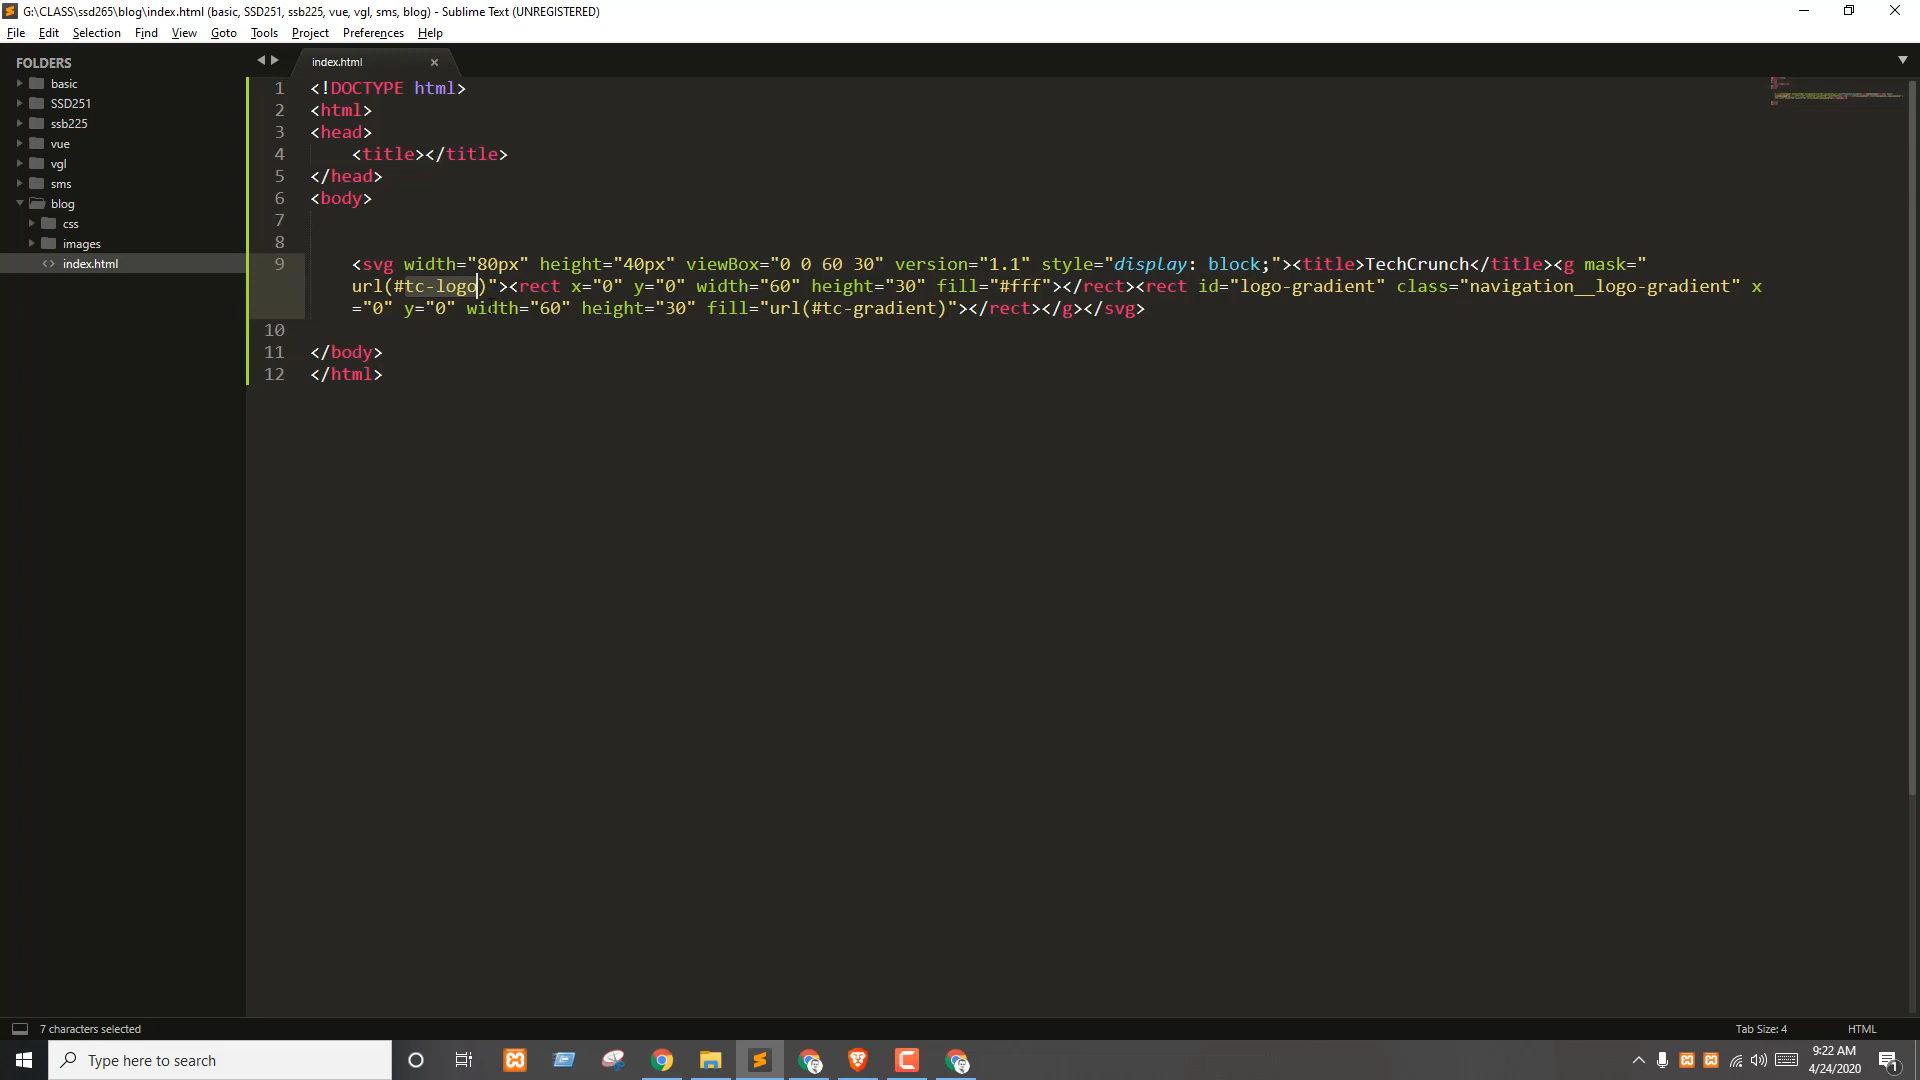 G:\CLASS\ssd265\blog\index.html (basic, SSD251, ssb225, vue, vgl, sms, blog) - Sublime Text (UNREGISTERED)
File Edit Selection Find View Goto Tools Project Preferences Help
FOLDERS
basic
SSD251
ssb225
vue
vgl
sms
blog
css
images
index.html
index.html
1 <!DOCTYPE html>
2 <html>
3 <head>
4 <title></title>
5 </head>
6 <body>
7
8
9 <svg width="80px" height="40px" viewBox="0 0 60 30" version="1.1" style="display: block;"><title>TechCrunch</title><g mask="
url(#tc-logo)"><rect x="0" y="0" width="60" height="30" fill="#fff"></rect><rect id="logo-gradient" class="navigation__logo-gradient" x
="0" y="0" width="60" height="30" fill="url(#tc-gradient)"></rect></g></svg>
10
11 </body>
12 </html>
7 characters selected
Tab Size: 4
HTML
Type here to search
9:22 AM
4/24/2020
1